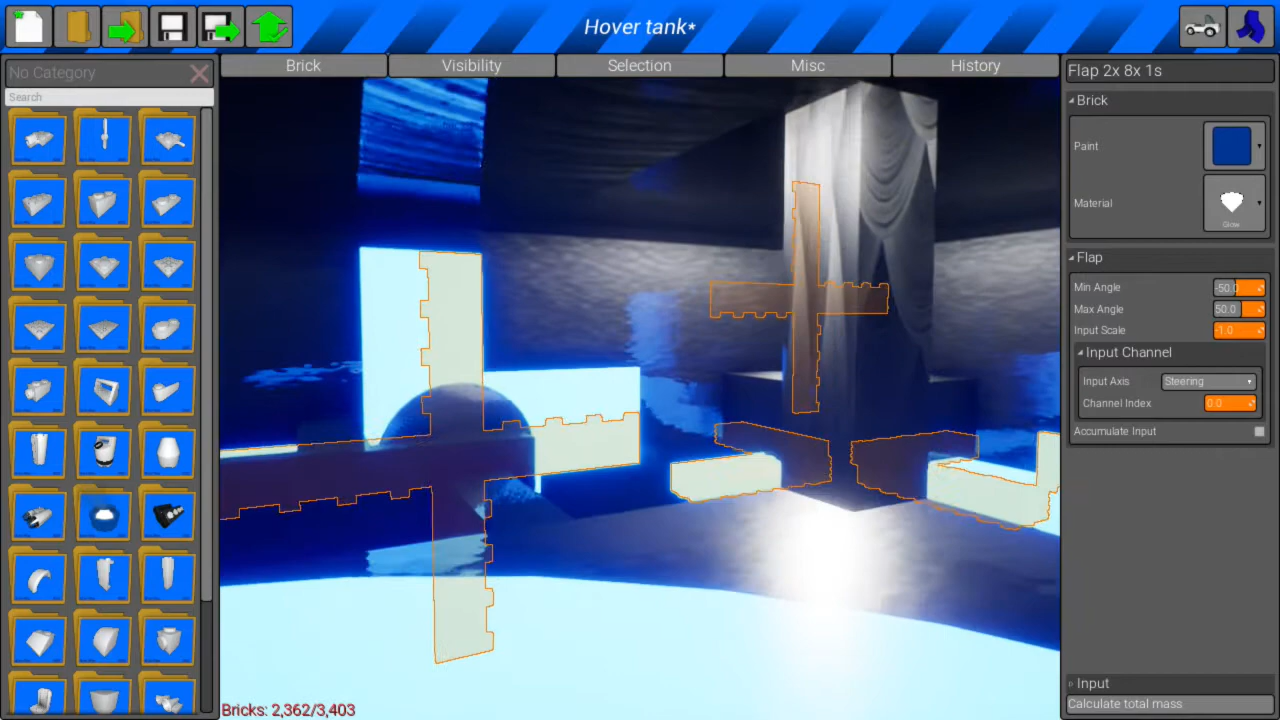 Hover tank*
No Category
Search
Brick
Visibility
Selection
Misc
History
Bricks: 2,362/3,403
Flap 2x 8x 1s
Brick
Paint
Material
Glow
Flap
Min Angle
-50.0
Max Angle
50.0
Input Scale
-1.0
Input Channel
Input Axis
Steering
Channel Index
0.0
Accumulate Input
Input
Calculate total mass